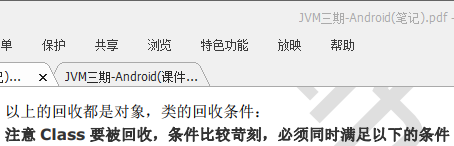 JVM三期-Android(笔记).pdf -
单 保护 共享 浏览 特色功能 放映 帮助
)... × JVM三期-Android(课件...
以上的回收都是对象，类的回收条件：
注意 Class 要被回收，条件比较苛刻，必须同时满足以下的条件